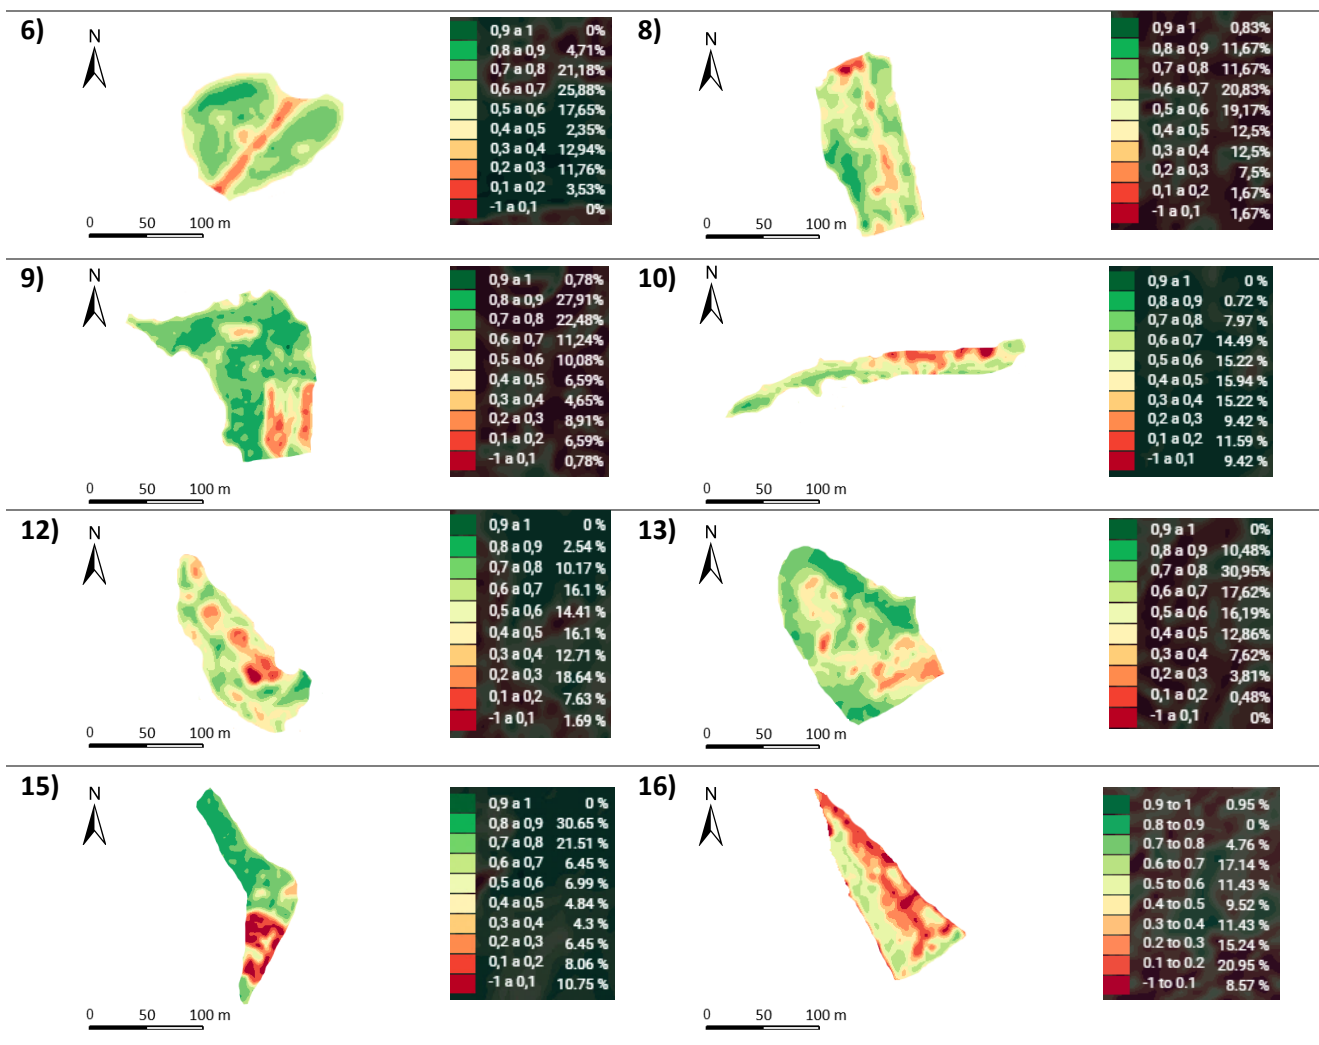 6)
N
0 50 100 m
0,9 a 1 0%
0,8 a 0,9 4,71%
0,7 a 0,8 21,18%
0,6 a 0,7 25,88%
0,5 a 0,6 17,65%
0,4 a 0,5 2,35%
0,3 a 0,4 12,94%
0,2 a 0,3 11,76%
0,1 a 0,2 3,53%
-1 a 0,1 0%
8)
N
0 50 100 m
0,9 a 1 0,83%
0,8 a 0,9 11,67%
0,7 a 0,8 11,67%
0,6 a 0,7 20,83%
0,5 a 0,6 19,17%
0,4 a 0,5 12,5%
0,3 a 0,4 12,5%
0,2 a 0,3 7,5%
0,1 a 0,2 1,67%
-1 a 0,1 1,67%
9)
N
0 50 100 m
0,9 a 1 0,78%
0,8 a 0,9 27,91%
0,7 a 0,8 22,48%
0,6 a 0,7 11,24%
0,5 a 0,6 10,08%
0,4 a 0,5 6,59%
0,3 a 0,4 4,65%
0,2 a 0,3 8,91%
0,1 a 0,2 6,59%
-1 a 0,1 0,78%
10)
N
0 50 100 m
0,9 a 1 0 %
0,8 a 0,9 0.72 %
0,7 a 0,8 7.97 %
0,6 a 0,7 14.49 %
0,5 a 0,6 15.22 %
0,4 a 0,5 15.94 %
0,3 a 0,4 15.22 %
0,2 a 0,3 9.42 %
0,1 a 0,2 11.59 %
-1 a 0,1 9.42 %
12)
N
0 50 100 m
0,9 a 1 0 %
0,8 a 0,9 2.54 %
0,7 a 0,8 10.17 %
0,6 a 0,7 16.1 %
0,5 a 0,6 14.41 %
0,4 a 0,5 16.1 %
0,3 a 0,4 12.71 %
0,2 a 0,3 18.64 %
0,1 a 0,2 7.63 %
-1 a 0,1 1.69 %
13)
N
0 50 100 m
0,9 a 1 0%
0,8 a 0,9 10,48%
0,7 a 0,8 30,95%
0,6 a 0,7 17,62%
0,5 a 0,6 16,19%
0,4 a 0,5 12,86%
0,3 a 0,4 7,62%
0,2 a 0,3 3,81%
0,1 a 0,2 0,48%
-1 a 0,1 0%
15)
N
0 50 100 m
0,9 a 1 0 %
0,8 a 0,9 30.65 %
0,7 a 0,8 21.51 %
0,6 a 0,7 6.45 %
0,5 a 0,6 6.99 %
0,4 a 0,5 4.84 %
0,3 a 0,4 4.3 %
0,2 a 0,3 6.45 %
0,1 a 0,2 8.06 %
-1 a 0,1 10.75 %
16)
N
0 50 100 m
0.9 to 1 0.95 %
0.8 to 0.9 0 %
0.7 to 0.8 4.76 %
0.6 to 0.7 17.14 %
0.5 to 0.6 11.43 %
0.4 to 0.5 9.52 %
0.3 to 0.4 11.43 %
0.2 to 0.3 15.24 %
0.1 to 0.2 20.95 %
-1 to 0.1 8.57 %